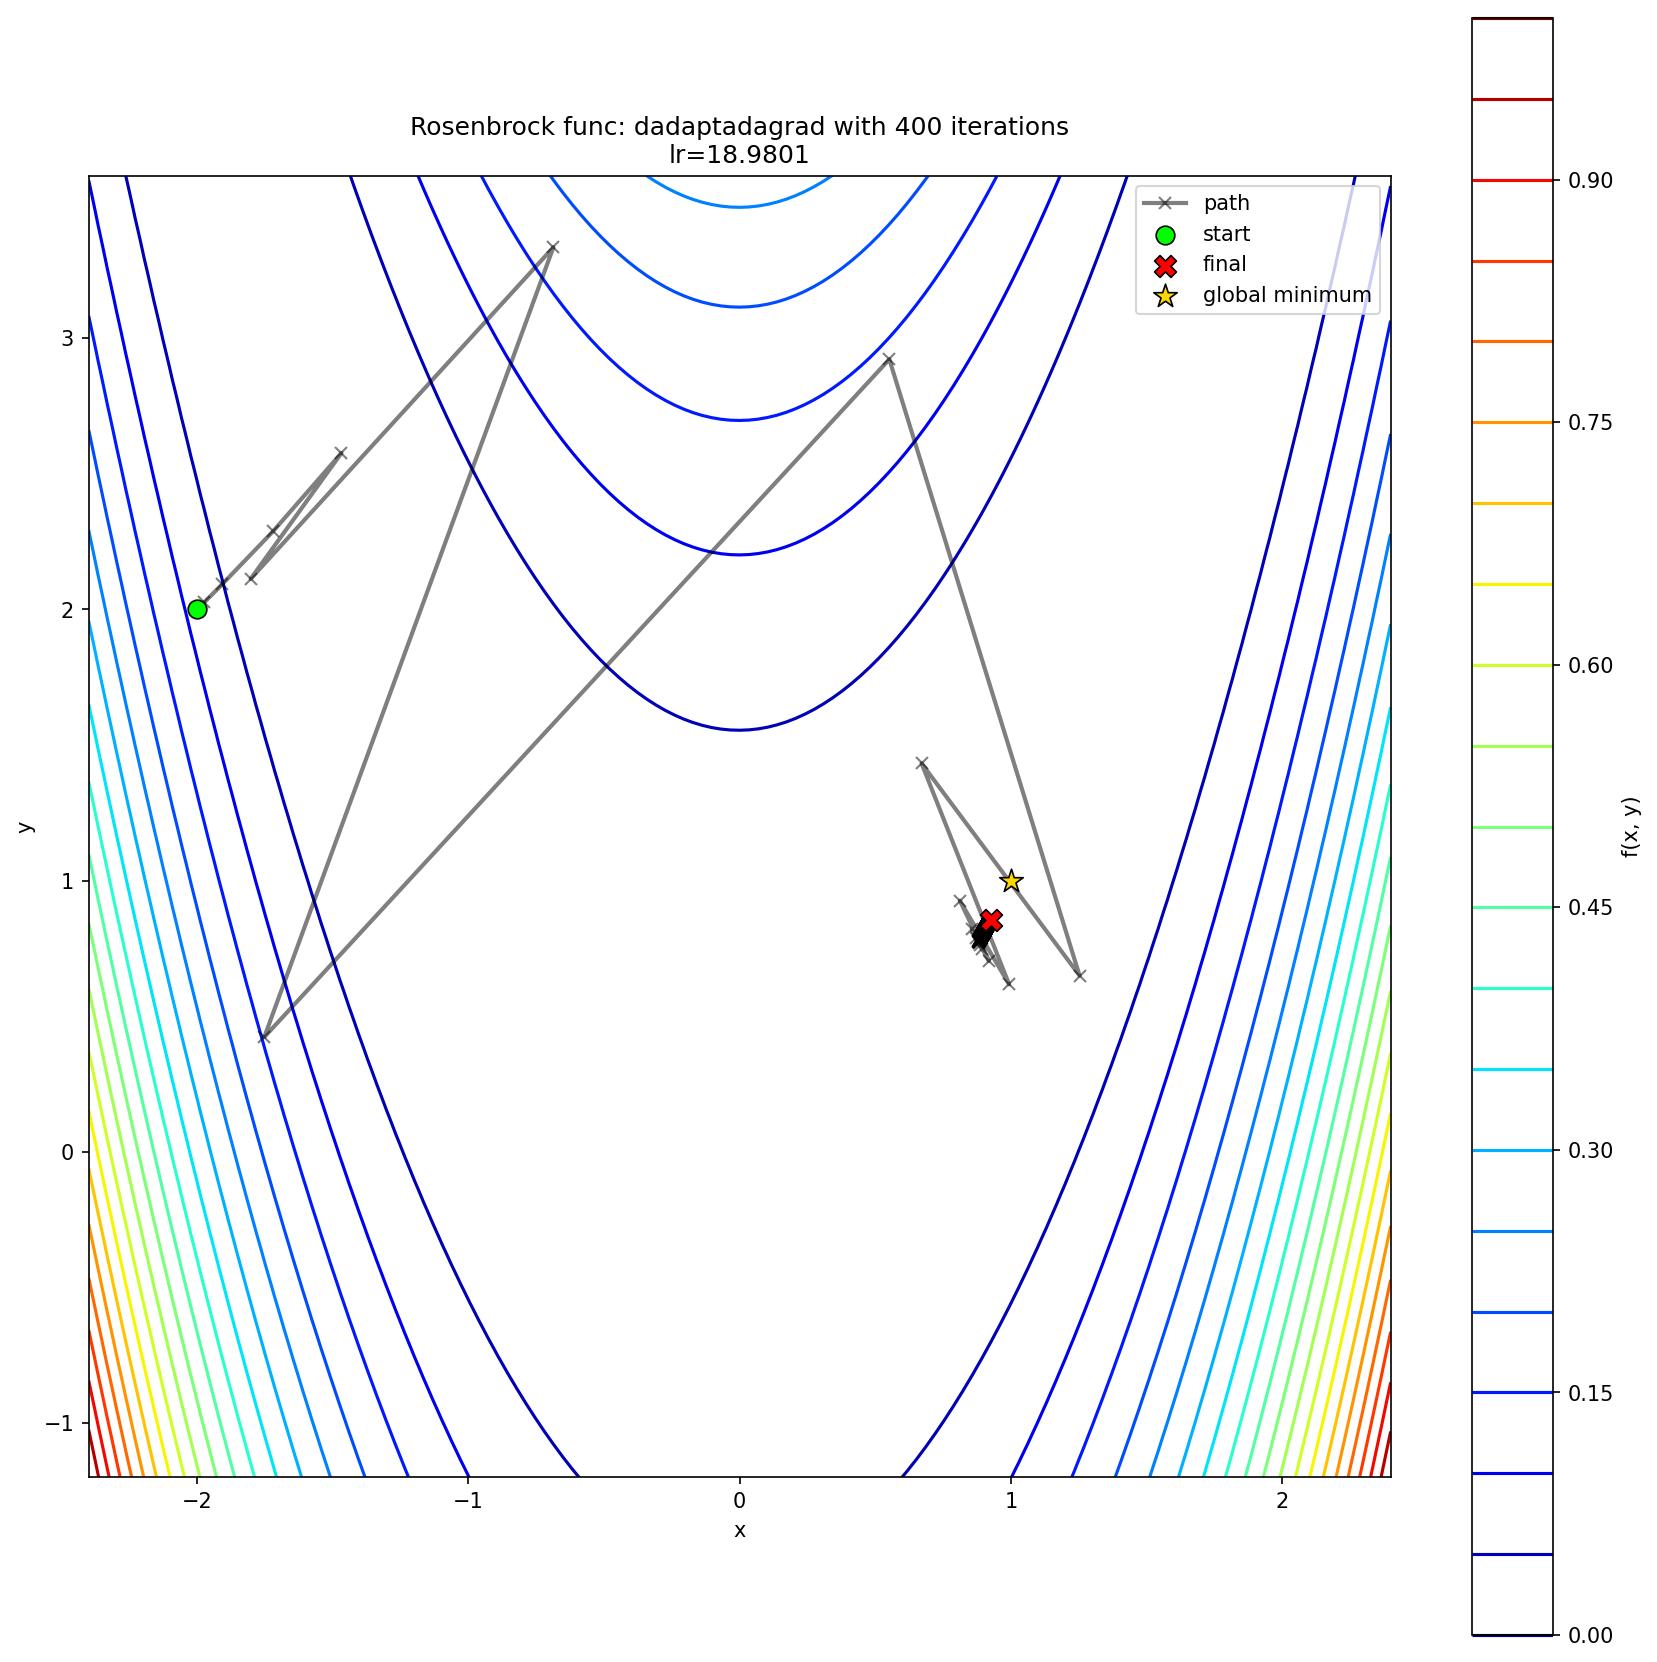 Rosenbrock func: dadaptadagrad with 400 iterations
lr=18.9801
path
start
final
global minimum
y
3
2
1
0
−1
−2
−1
0
1
2
x
0.90
0.75
0.60
0.45
0.30
0.15
0.00
f(x, y)